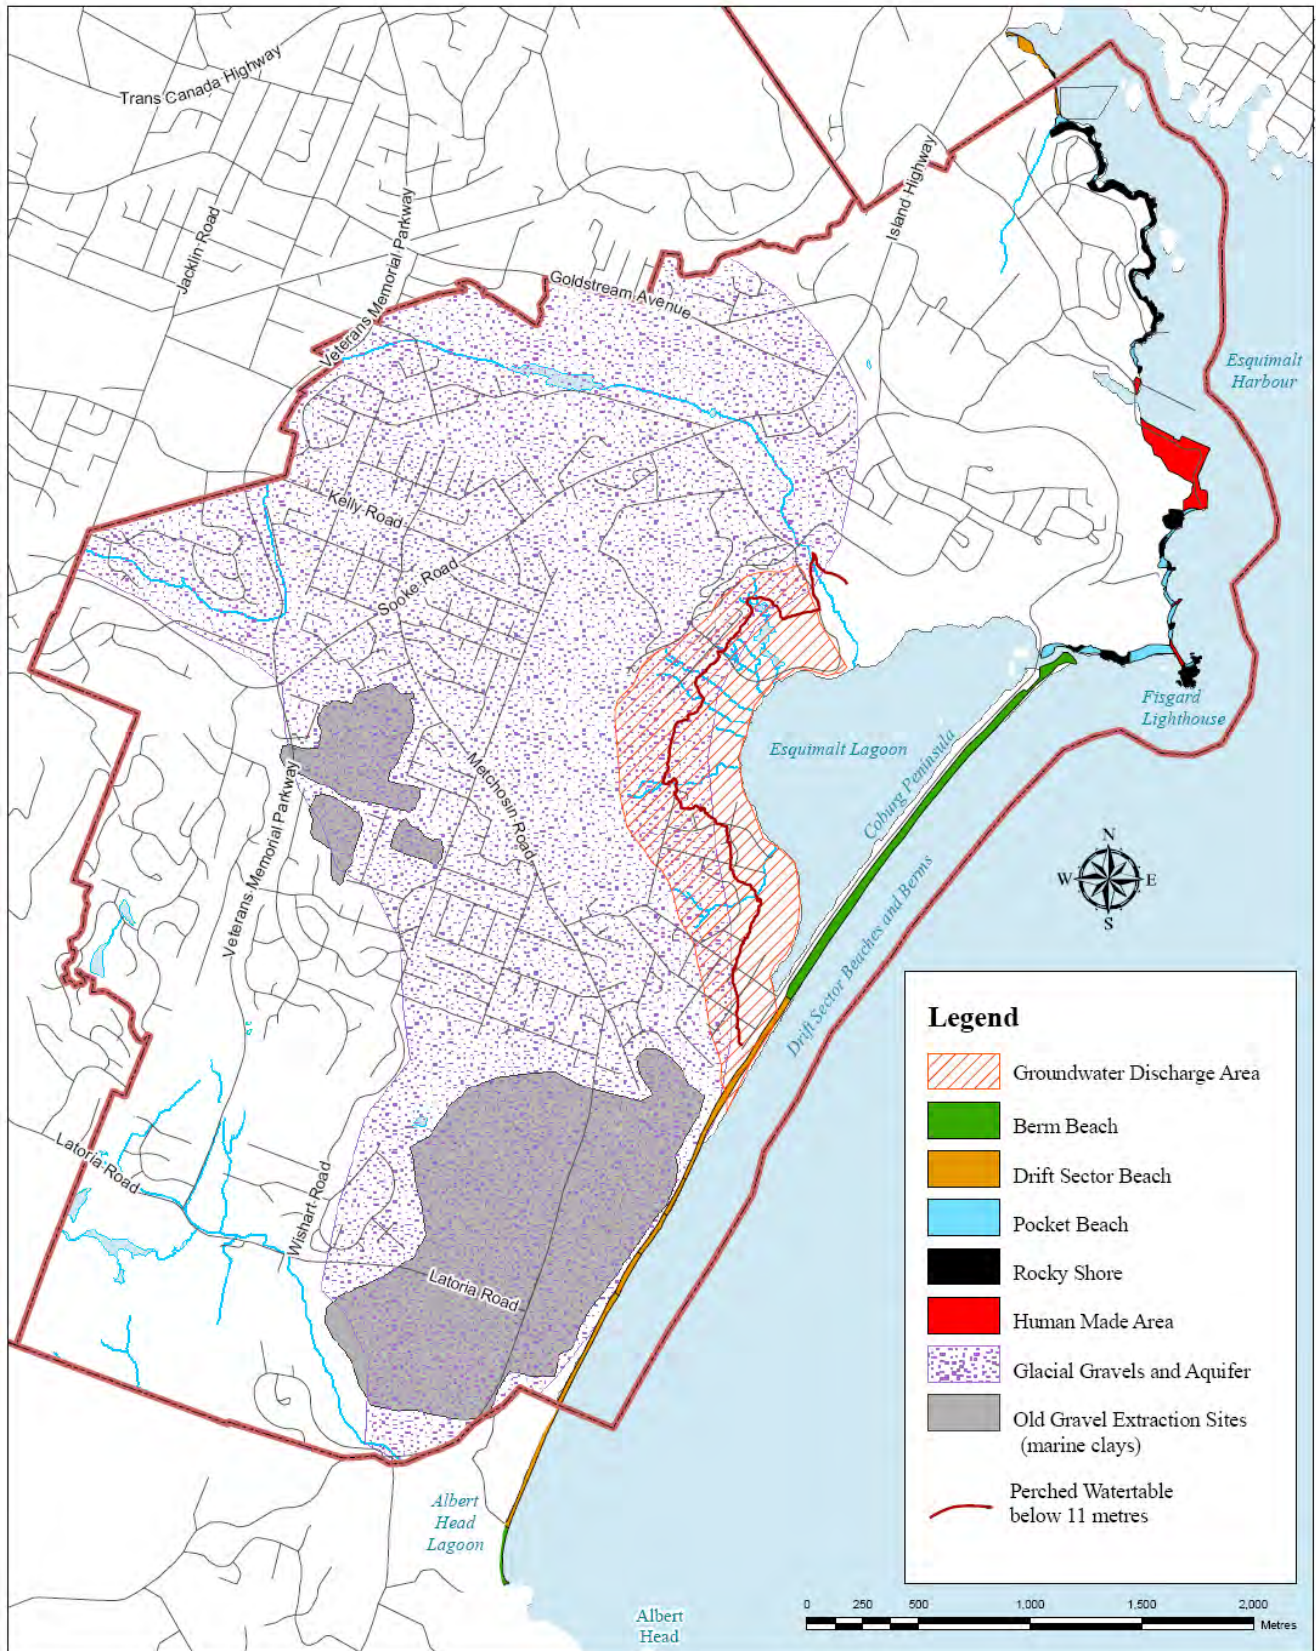 Trans Canada Highway
Jacklin Road
Veterans Memorial Parkway
Goldstream Avenue
Island Highway
Esquimalt
Harbour
Kelly Road
Sooke Road
Metchosin Road
Veterans Memorial Parkway
Esquimalt Lagoon
Coburg Peninsula
Drift Sector Beaches and Berms
Fisgard
Lighthouse
N
W
E
S
Latoria Road
Wishart Road
Latoria Road
Albert
Head
Lagoon
Albert
Head
Legend
Groundwater Discharge Area
Berm Beach
Drift Sector Beach
Pocket Beach
Rocky Shore
Human Made Area
Glacial Gravels and Aquifer
Old Gravel Extraction Sites
(marine clays)
Perched Watertable
below 11 metres
0 250 500 1,000 1,500 2,000
Metres